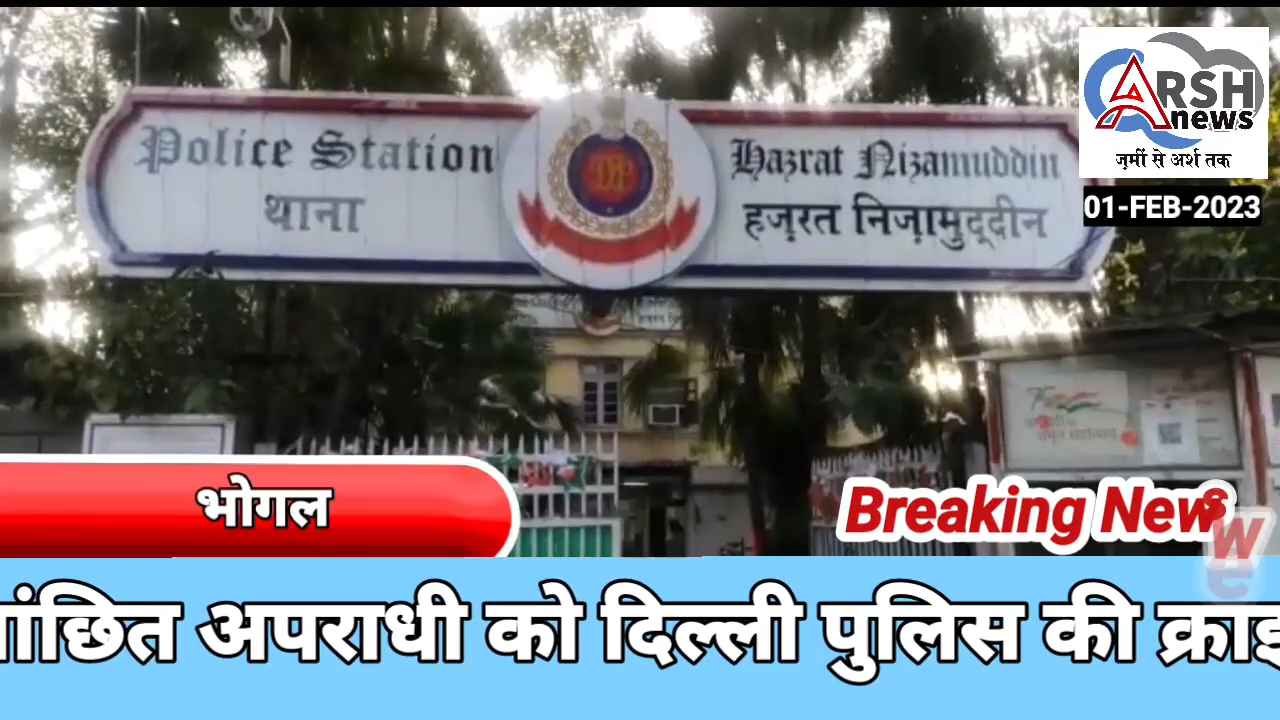 ARSH
news
ज़मीं से अर्श तक
01-FEB-2023
Police Station
थाना
Hazrat Nizamuddin
हज़रत निज़ामुद्दीन
भोगल
Breaking News
ांछित अपराधी को दिल्ली पुलिस की क्राइ